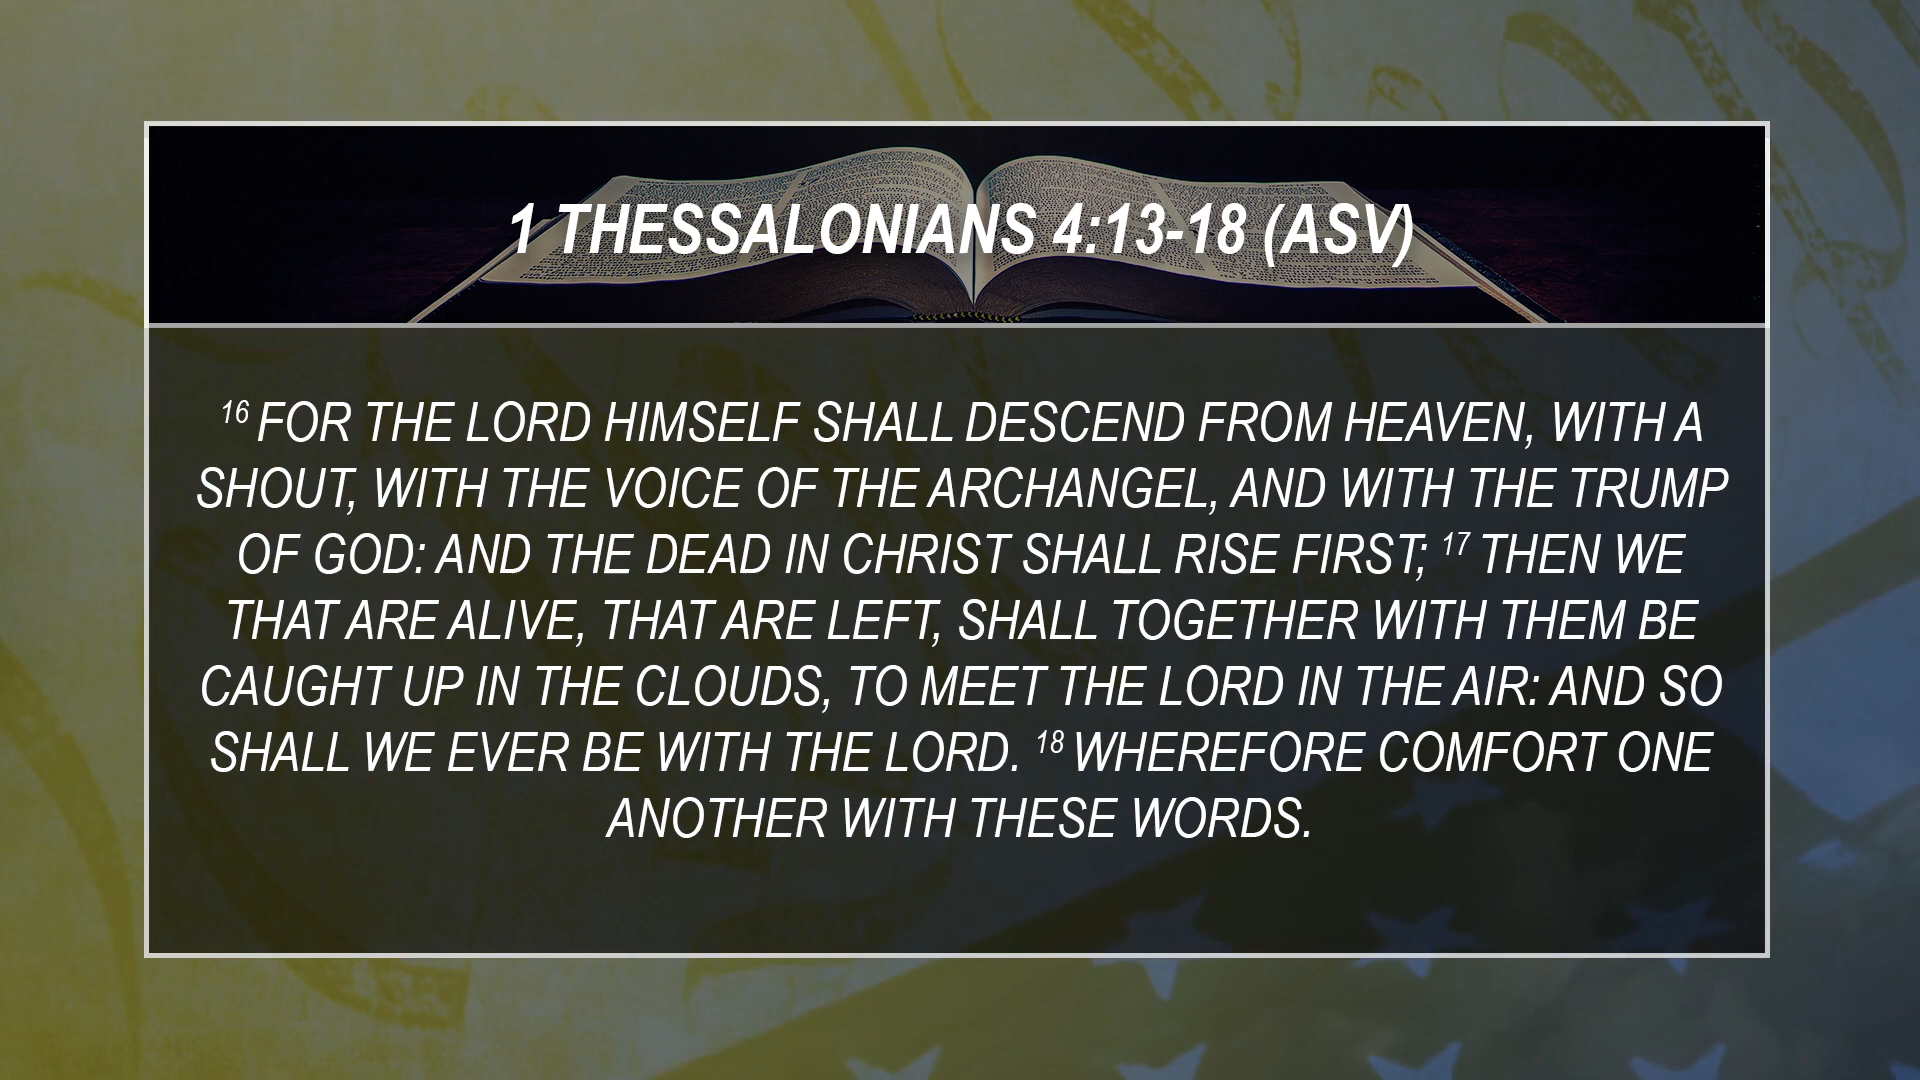 1 THESSALONIANS 4:13-18 (ASV)
16 FOR THE LORD HIMSELF SHALL DESCEND FROM HEAVEN, WITH A
SHOUT, WITH THE VOICE OF THE ARCHANGEL, AND WITH THE TRUMP
OF GOD: AND THE DEAD IN CHRIST SHALL RISE FIRST; 17 THEN WE
THAT ARE ALIVE, THAT ARE LEFT, SHALL TOGETHER WITH THEM BE
CAUGHT UP IN THE CLOUDS, TO MEET THE LORD IN THE AIR: AND SO
SHALL WE EVER BE WITH THE LORD. 18 WHEREFORE COMFORT ONE
ANOTHER WITH THESE WORDS.